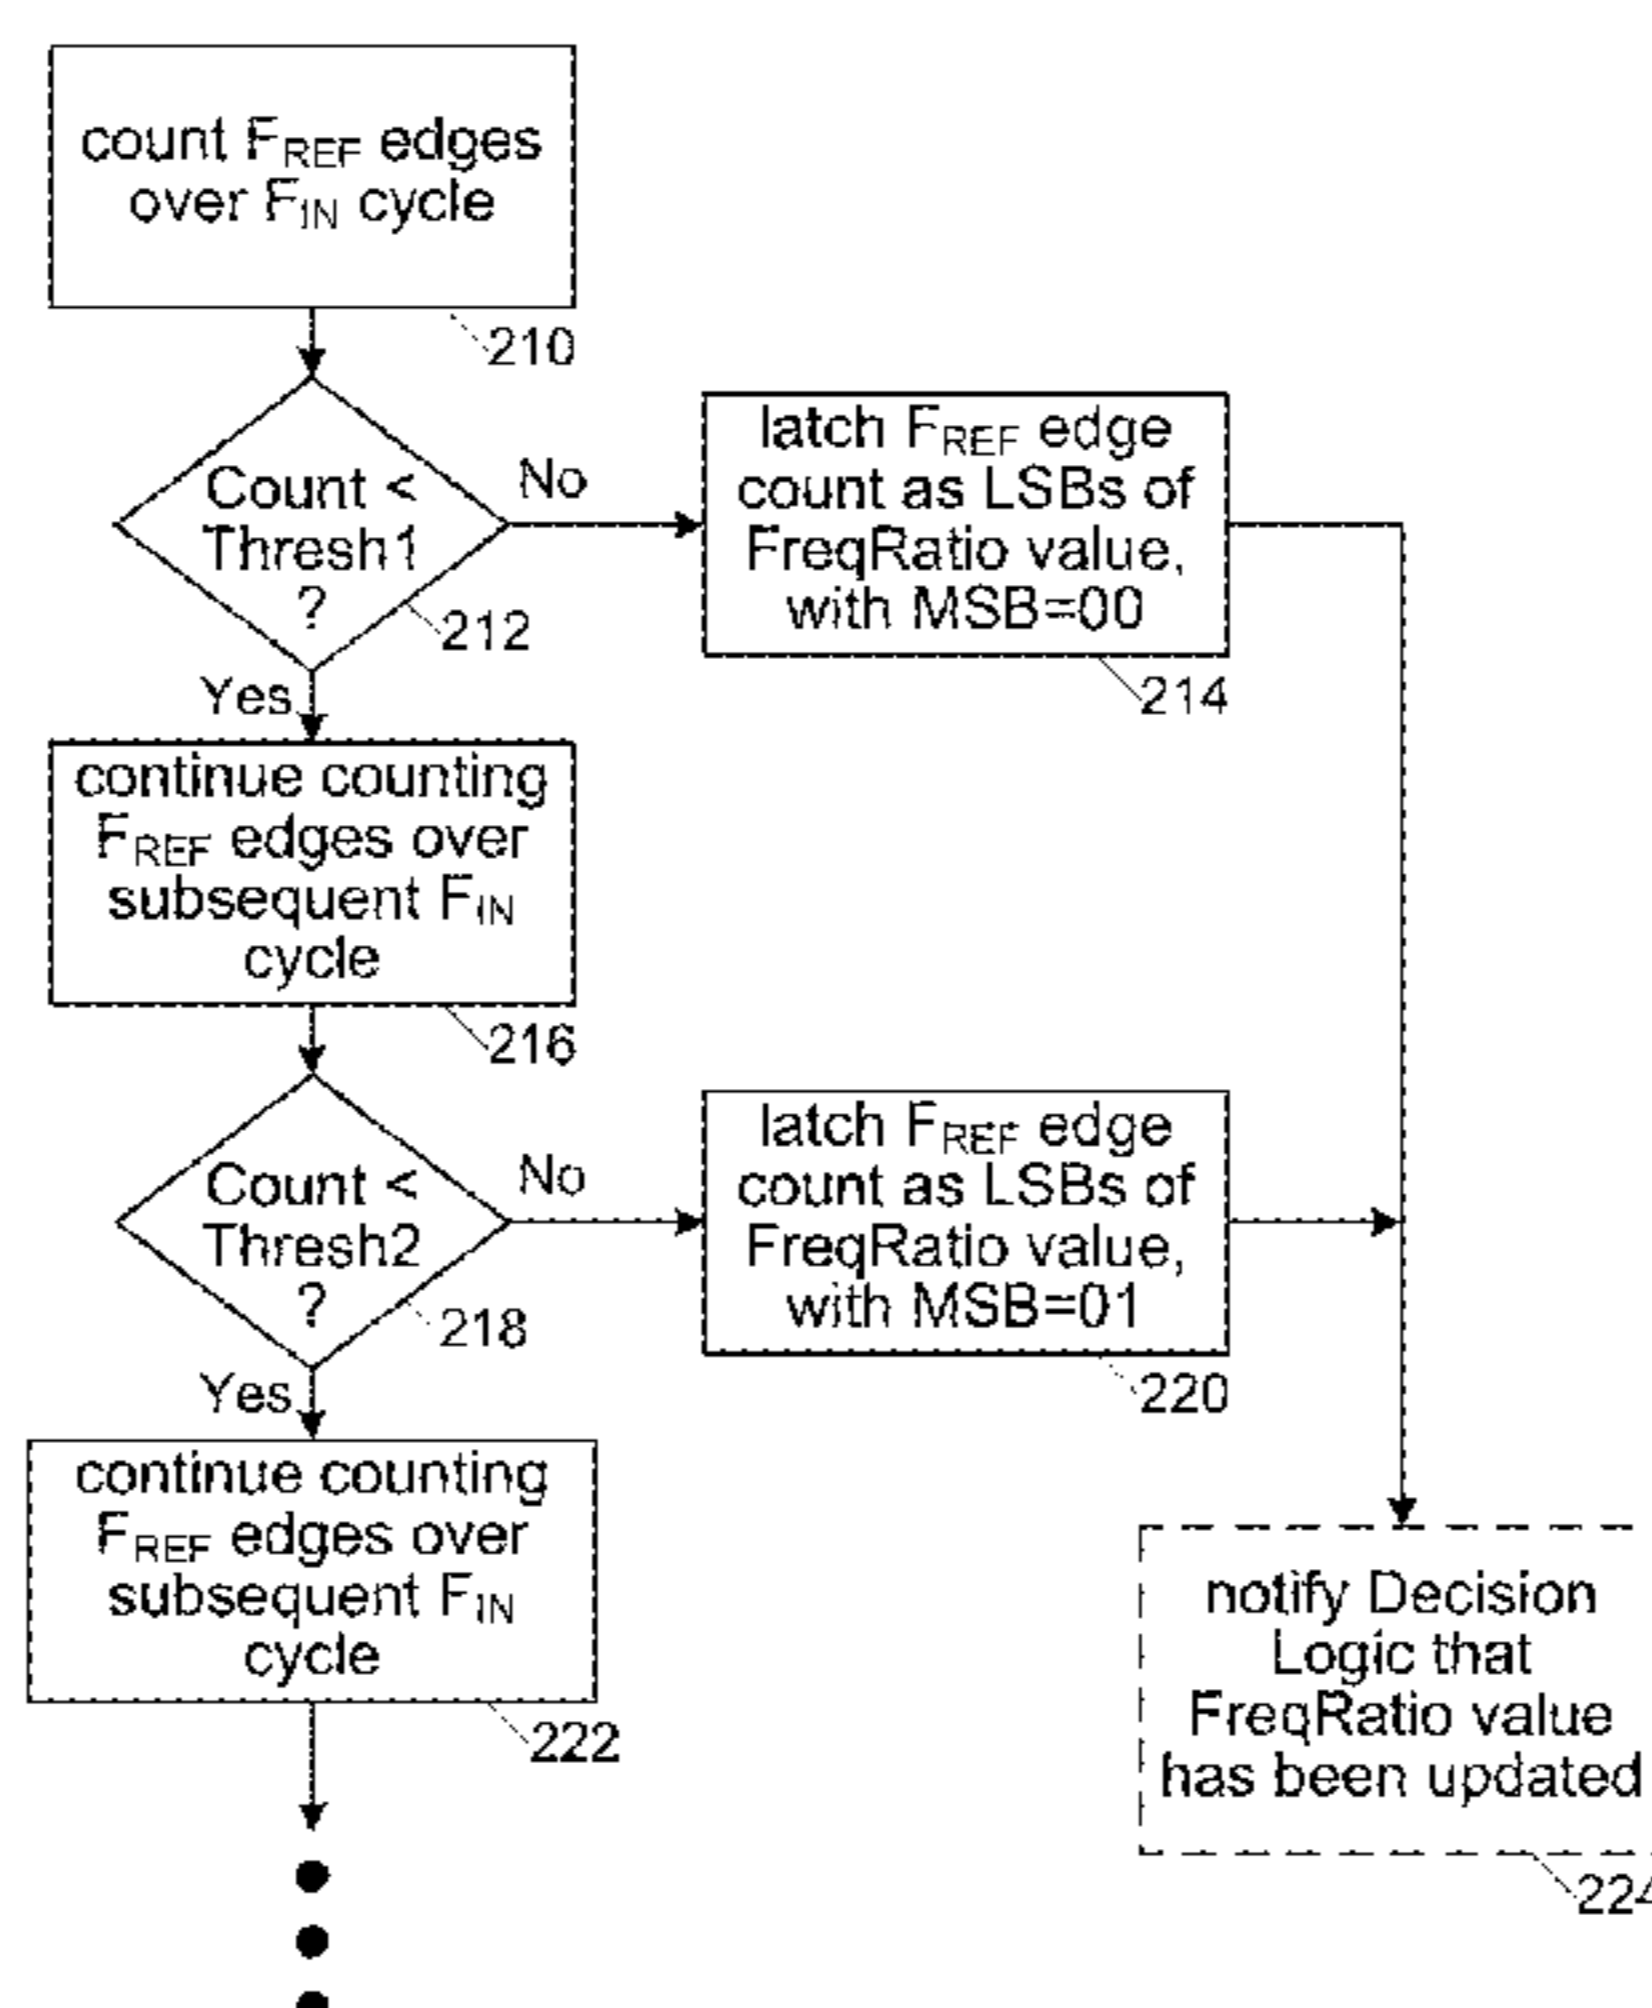 count FREF edges
over FIN cycle
210
Count <
Thresh1
?
No
212
Yes
latch FREF edge
count as LSBs of
FreqRatio value,
with MSB=00
214
continue counting
FREF edges over
subsequent FIN
cycle
216
Count <
Thresh2
?
No
218
Yes
latch FREF edge
count as LSBs of
FreqRatio value,
with MSB=01
220
continue counting
FREF edges over
subsequent FIN
cycle
222
notify Decision
Logic that
FreqRatio value
has been updated
224